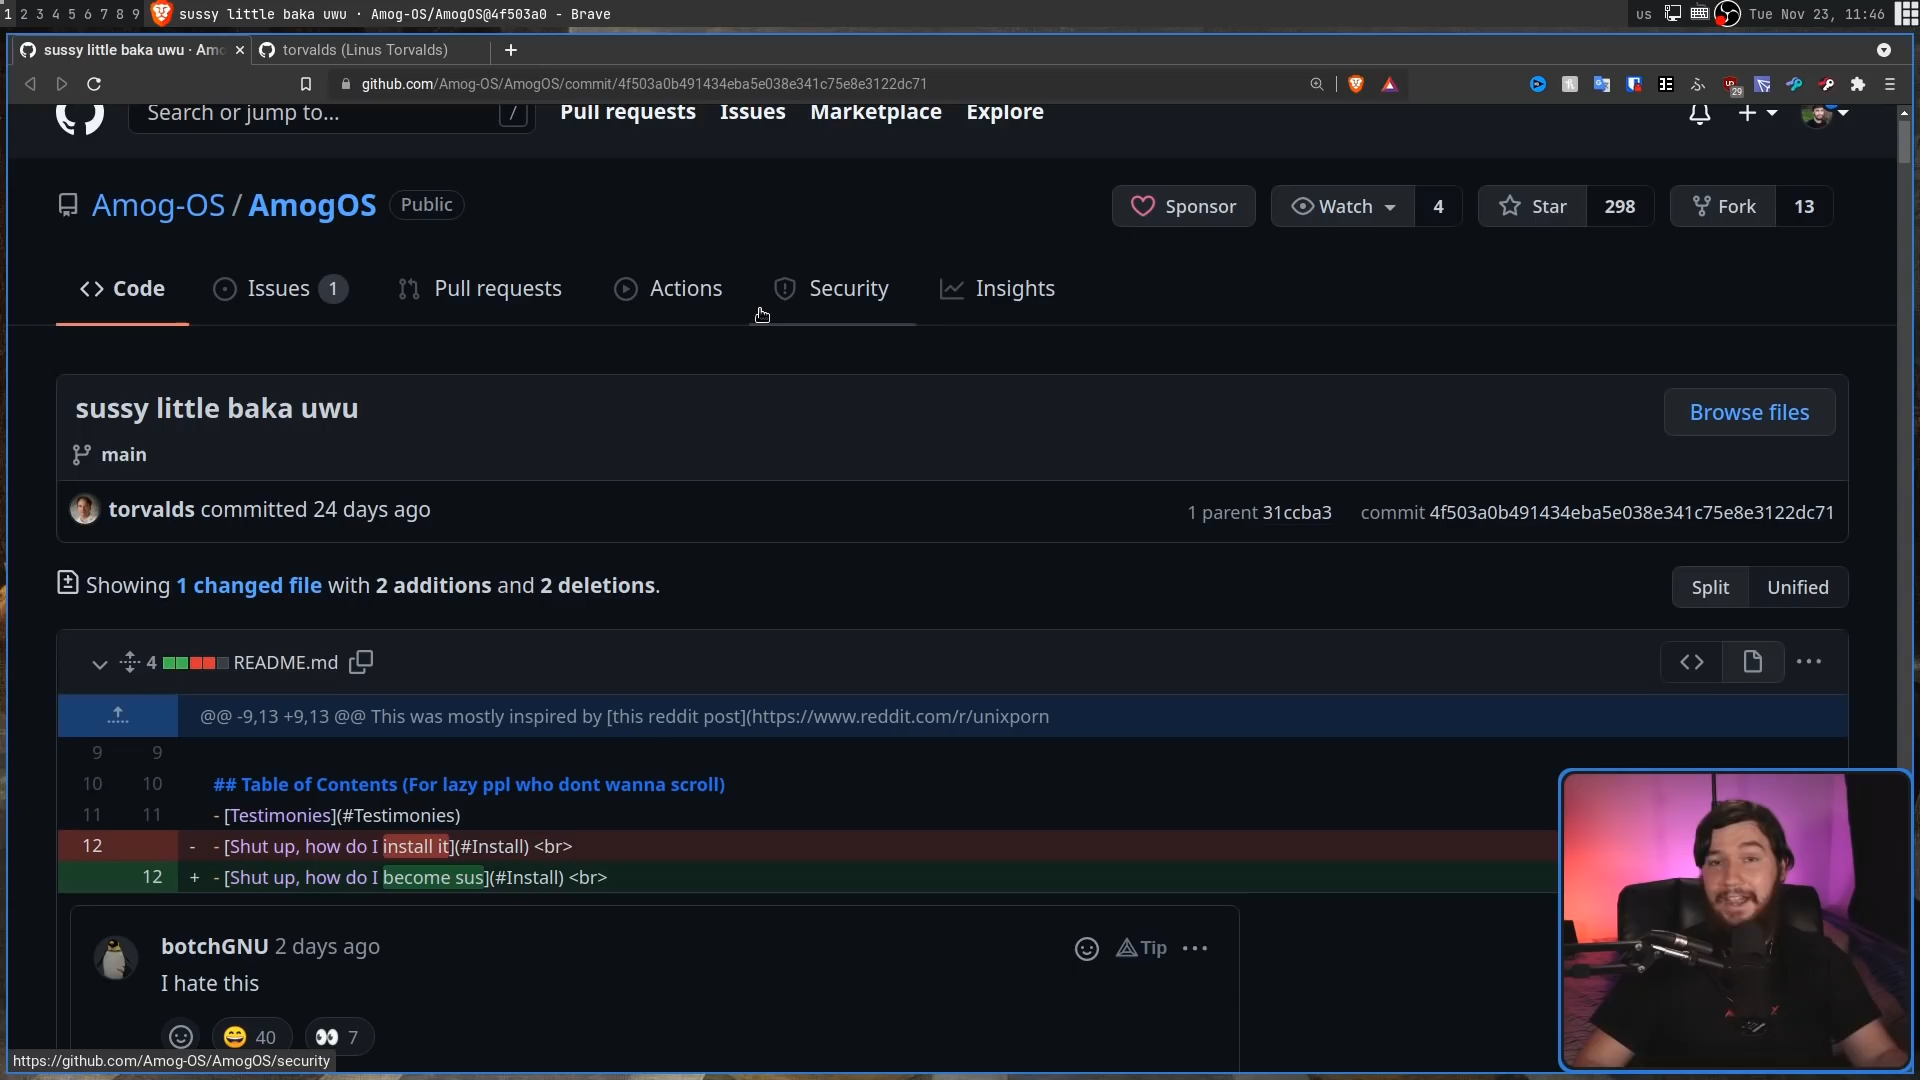 1 2 3 4 5 6 7 8 9 sussy little baka uwu · Amog-OS/AmogOS@4f503a0 - Brave
us Tue Nov 23, 11:46
sussy little baka uwu · Amo
torvalds (Linus Torvalds)
github.com/Amog-OS/AmogOS/commit/4f503a0b491434eba5e038e341c75e8e3122dc71
29
Search or jump to... / Pull requests Issues Marketplace Explore
Amog-OS / AmogOS Public
Sponsor Watch 4 Star 298 Fork 13
Code Issues 1 Pull requests Actions Security Insights
sussy little baka uwu
Browse files
main
torvalds committed 24 days ago
1 parent 31ccba3 commit 4f503a0b491434eba5e038e341c75e8e3122dc71
Showing 1 changed file with 2 additions and 2 deletions.
Split Unified
4 README.md
@@ -9,13 +9,13 @@ This was mostly inspired by [this reddit post](https://www.reddit.com/r/unixporn
9 9
10 10 ## Table of Contents (For lazy ppl who dont wanna scroll)
11 11 - [Testimonies](#Testimonies)
12 - - [Shut up, how do I install it](#Install) <br>
12 + - [Shut up, how do I become sus](#Install) <br>
botchGNU 2 days ago
Tip
I hate this
40 7
https://github.com/Amog-OS/AmogOS/security